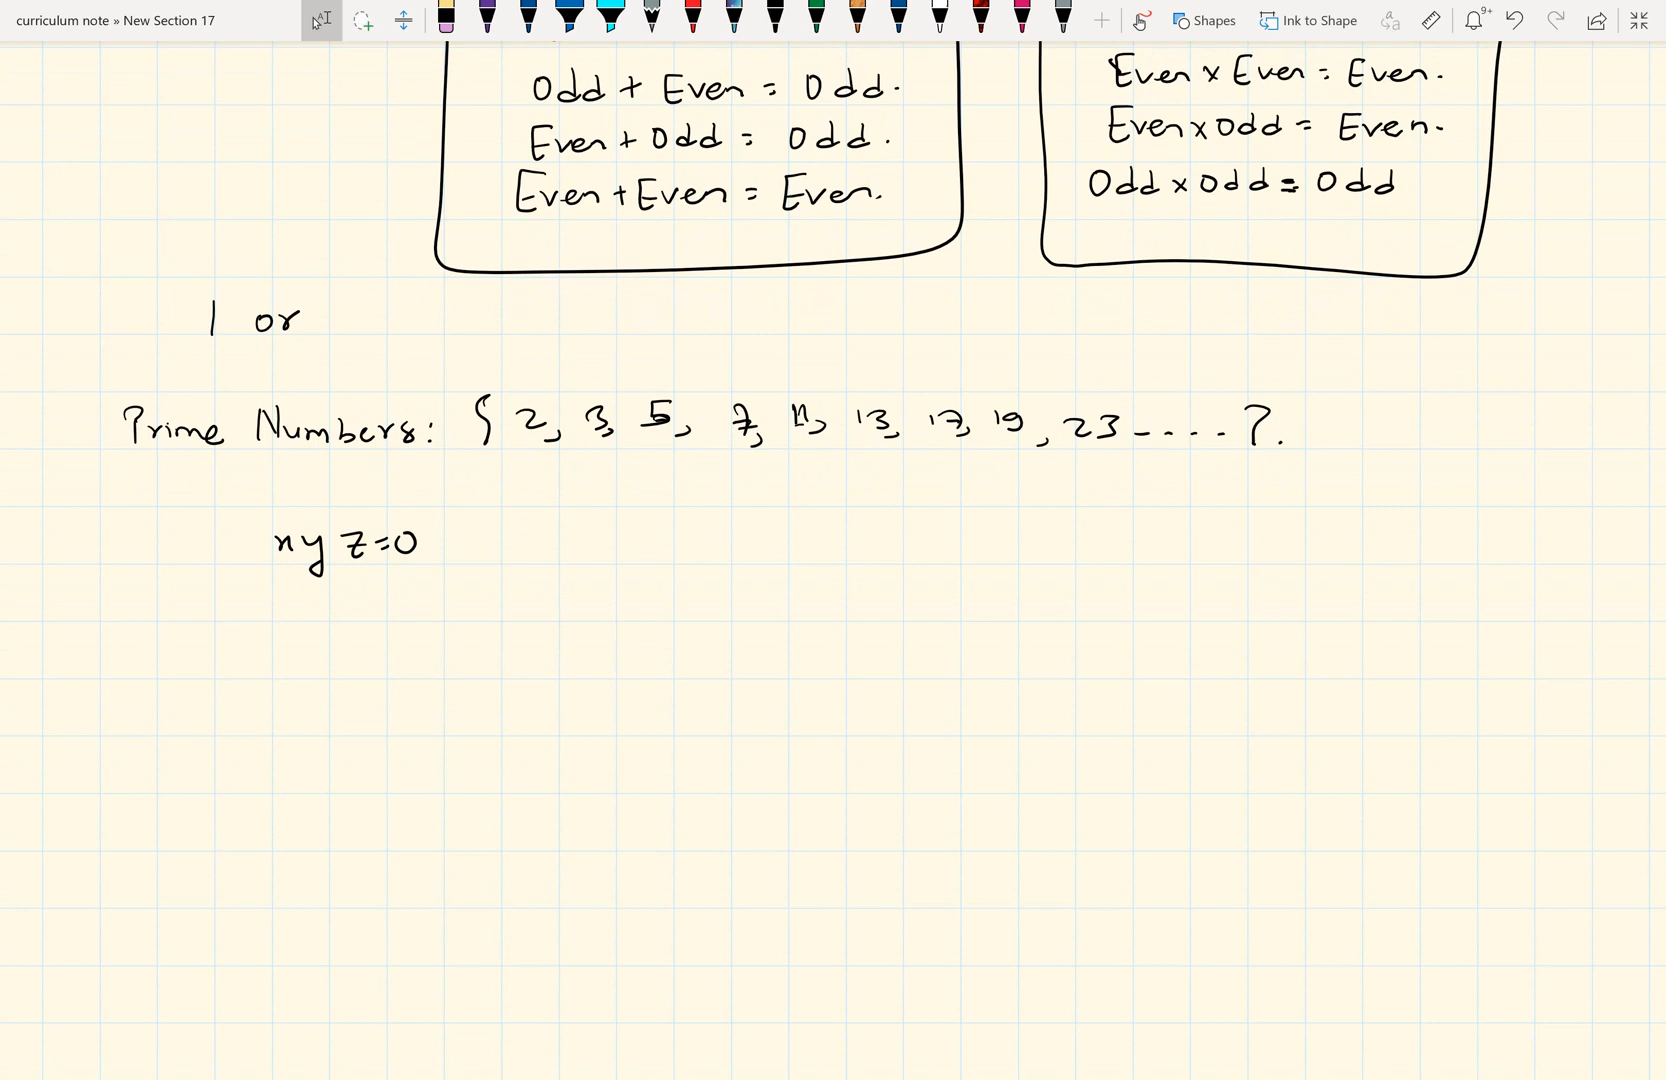 curriculum note » New Section 17
Shapes
Ink to Shape
9+
Odd + Even = Odd.
Even + Odd = Odd.
Even + Even = Even.
Even x Even = Even.
Even x Odd = Even.
Odd x Odd = Odd
1 or
Prime Numbers: { 2, 3, 5, 7, 11, 13, 17, 19, 23 - . . . . }.
xyz=0